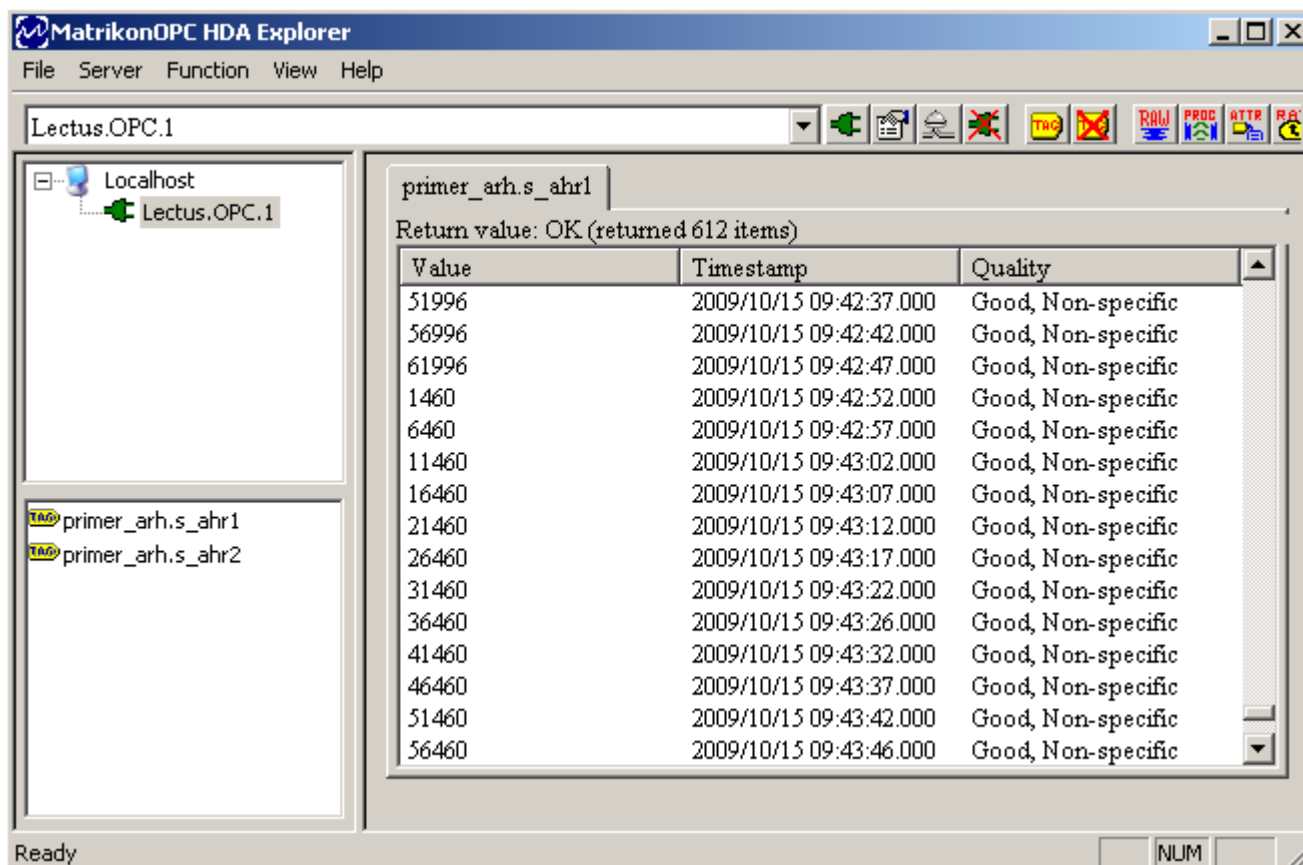 MatrikonOPC HDA Explorer
File Server Function View Help
Lectus.OPC.1
TAG
RAW PROC ATTR
Localhost
Lectus.OPC.1
primer_arh.s_ahr1
Return value: OK (returned 612 items)
Value Timestamp Quality
51996 2009/10/15 09:42:37.000 Good, Non-specific
56996 2009/10/15 09:42:42.000 Good, Non-specific
61996 2009/10/15 09:42:47.000 Good, Non-specific
1460 2009/10/15 09:42:52.000 Good, Non-specific
6460 2009/10/15 09:42:57.000 Good, Non-specific
11460 2009/10/15 09:43:02.000 Good, Non-specific
16460 2009/10/15 09:43:07.000 Good, Non-specific
21460 2009/10/15 09:43:12.000 Good, Non-specific
26460 2009/10/15 09:43:17.000 Good, Non-specific
31460 2009/10/15 09:43:22.000 Good, Non-specific
36460 2009/10/15 09:43:26.000 Good, Non-specific
41460 2009/10/15 09:43:32.000 Good, Non-specific
46460 2009/10/15 09:43:37.000 Good, Non-specific
51460 2009/10/15 09:43:42.000 Good, Non-specific
56460 2009/10/15 09:43:46.000 Good, Non-specific
TAG primer_arh.s_ahr1
TAG primer_arh.s_ahr2
Ready NUM